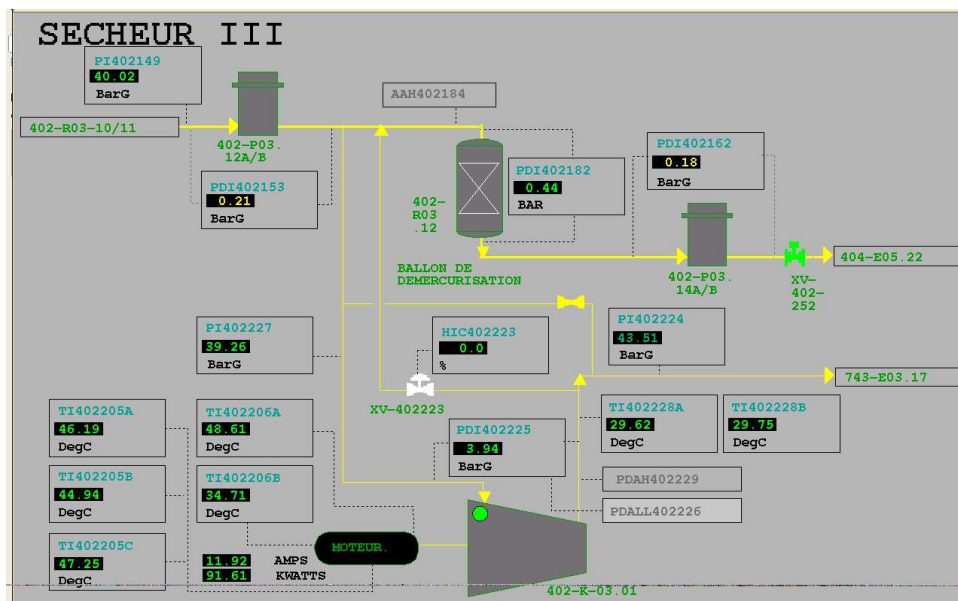 SECHEUR III
PI402149
40.02
BarG
AAH402184
402-R03-10/11
402-P03.
12A/B
PDI402153
0.21
BarG
402-
R03
.12
PDI402182
0.44
BAR
PDI402162
0.18
BarG
BALLON DE
DEMERCURISATION
402-P03.
14A/B
XV-
402-
252
404-E05.22
PI402227
39.26
BarG
HIC402223
0.0
%
PI402224
43.51
BarG
743-E03.17
XV-402223
TI402205A
46.19
DegC
TI402206A
48.61
DegC
PDI402225
3.94
BarG
TI402228A
29.62
DegC
TI402228B
29.75
DegC
TI402205B
44.94
DegC
TI402206B
34.71
DegC
PDAH402229
PDALL402226
TI402205C
47.25
DegC
11.92 AMPS
91.61 KWATTS
MOTEUR.
402-K-03.01